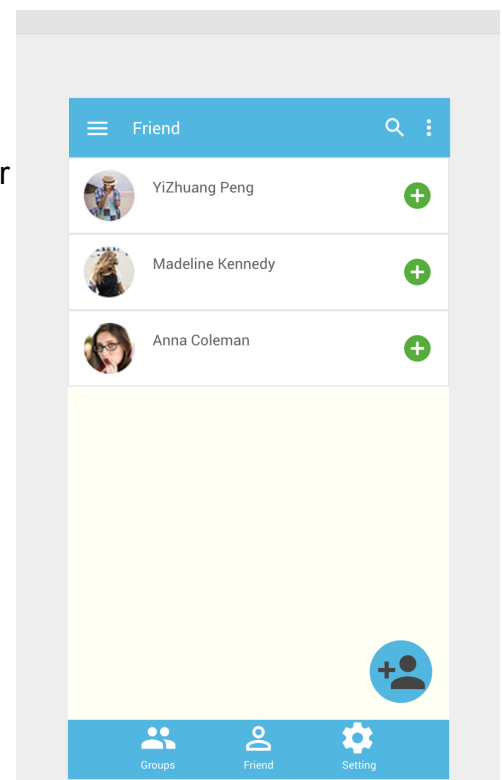 Friend
r
YiZhuang Peng
Madeline Kennedy
Anna Coleman
Groups
Friend
Setting